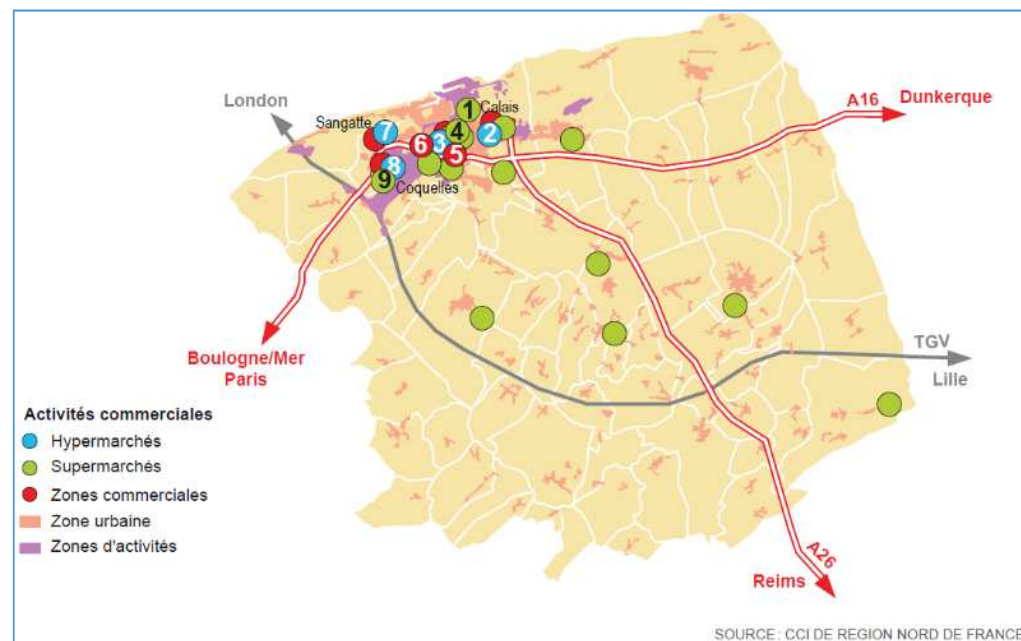 London
A16
Dunkerque
Sangatte
Calais
1
7
6
3
4
2
5
8
9
Coquelles
Boulogne/Mer
Paris
TGV
Lille
Activités commerciales
Hypermarchés
Supermarchés
Zones commerciales
Zone urbaine
Zones d'activités
A26
Reims
SOURCE : CCI DE REGION NORD DE FRANCE